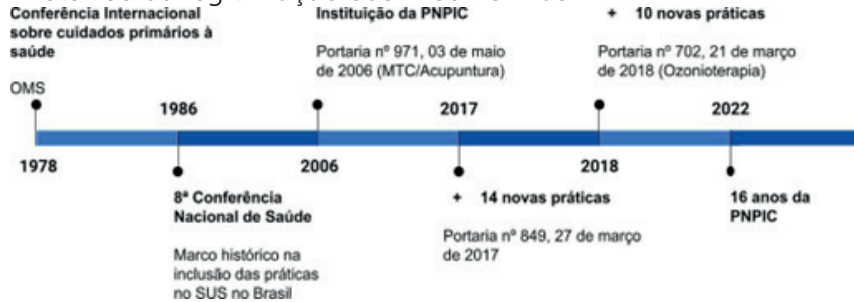 Conferência Internacional
sobre cuidados primários à
saúde
OMS
1978
1986
8ª Conferência
Nacional de Saúde
Marco histórico na
inclusão das práticas
no SUS no Brasil
Instituição da PNPIC
Portaria nº 971, 03 de maio
de 2006 (MTC/Acupuntura)
2006
2017
+ 14 novas práticas
Portaria nº 849, 27 de março
de 2017
+ 10 novas práticas
Portaria nº 702, 21 de março
de 2018 (Ozonioterapia)
2018
2022
16 anos da
PNPIC